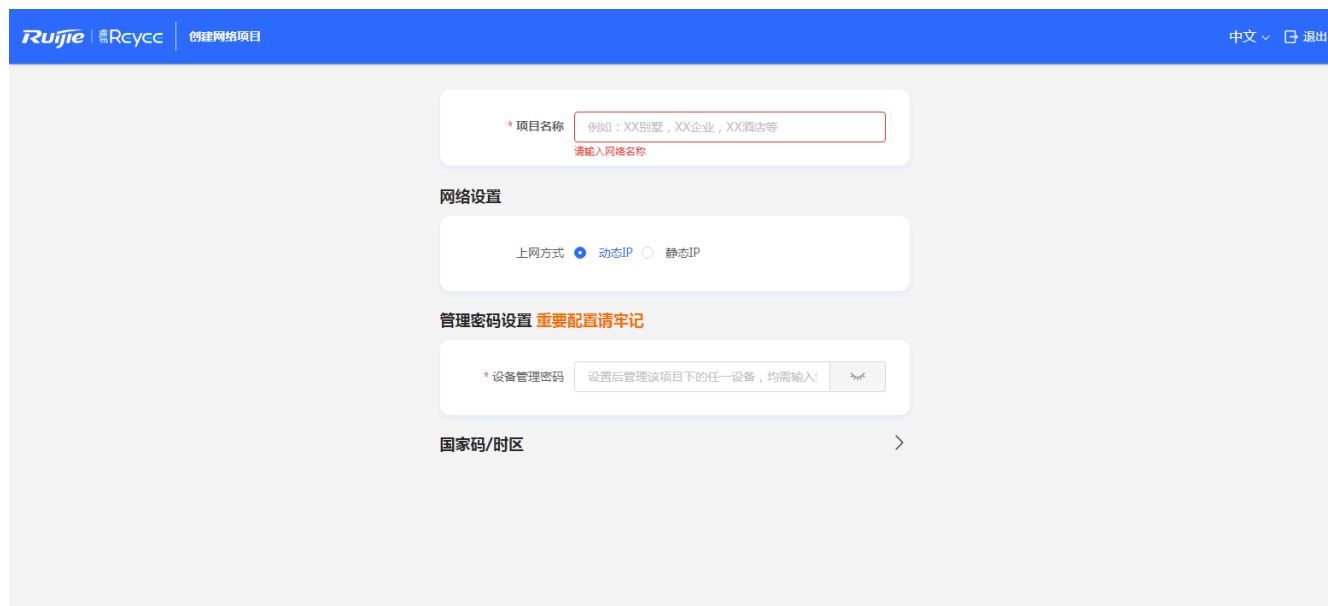 Ruijie 睿易 Rcycc 创建网络项目 中文 退出
* 项目名称 例如：XX别墅，XX企业，XX酒店等
请输入网络名称
网络设置
上网方式 动态IP 静态IP
管理密码设置 重要配置请牢记
* 设备管理密码 设置后管理该项目下的任一设备，均需输入
国家码/时区